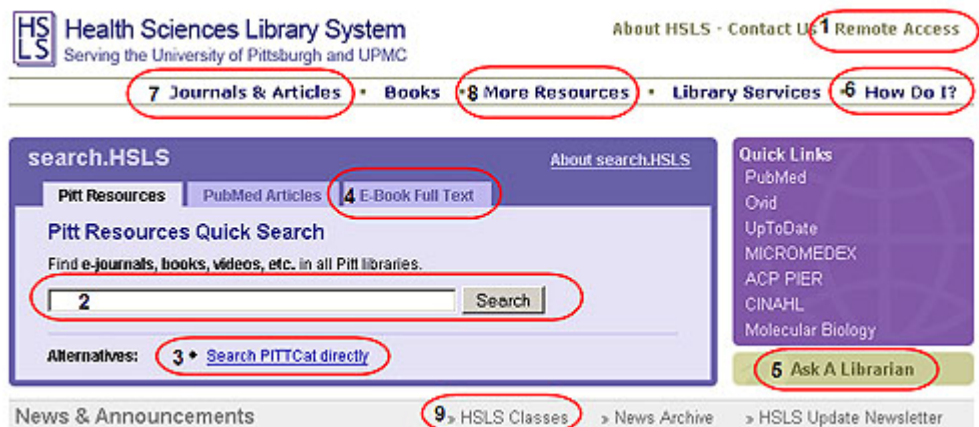 HS
LS
Health Sciences Library System
Serving the University of Pittsburgh and UPMC
About HSLS · Contact Us 1 Remote Access
7 Journals & Articles • Books • 8 More Resources • Library Services • 6 How Do I?
search.HSLS
About search.HSLS
Pitt Resources
PubMed Articles
4 E-Book Full Text
Pitt Resources Quick Search
Find e-journals, books, videos, etc. in all Pitt libraries.
2
Search
Alternatives: 3 • Search PITTCat directly
Quick Links
PubMed
Ovid
UpToDate
MICROMEDEX
ACP PIER
CINAHL
Molecular Biology
5 Ask A Librarian
News & Announcements
9 » HSLS Classes » News Archive » HSLS Update Newsletter